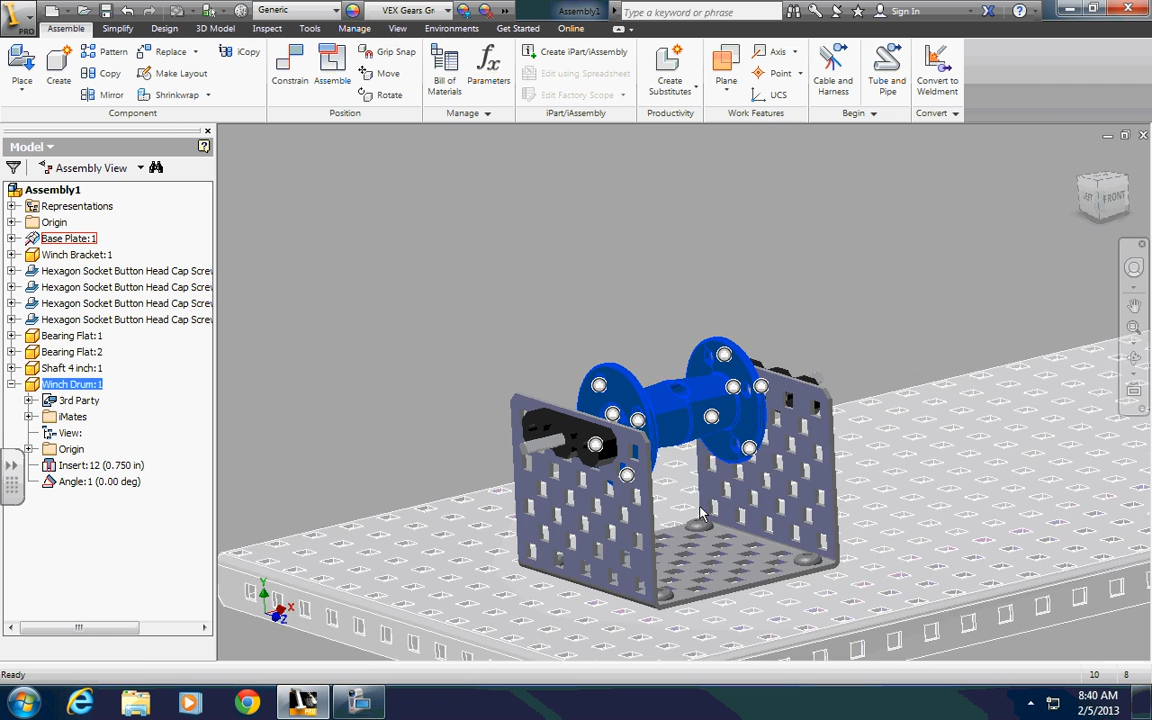 Generic
VEX Gears Gr
Assembly1
Type a keyword or phrase
Sign In
PRO
Assemble
Simplify
Design
3D Model
Inspect
Tools
Manage
View
Environments
Get Started
Online
Place
Create
Pattern
Copy
Mirror
Replace
Make Layout
Shrinkwrap
iCopy
Constrain
Assemble
Grip Snap
Move
Rotate
Bill of Materials
Parameters
Create iPart/iAssembly
Edit using Spreadsheet
Edit Factory Scope
Create Substitutes
Plane
Axis
Point
UCS
Cable and Harness
Tube and Pipe
Convert to Weldment
Component
Position
Manage
iPart/iAssembly
Productivity
Work Features
Begin
Convert
Model
Assembly View
Assembly1
Representations
Origin
Base Plate:1
Winch Bracket:1
Hexagon Socket Button Head Cap Screw
Hexagon Socket Button Head Cap Screw
Hexagon Socket Button Head Cap Screw
Hexagon Socket Button Head Cap Screw
Bearing Flat:1
Bearing Flat:2
Shaft 4 inch:1
Winch Drum:1
3rd Party
iMates
View:
Origin
Insert:12 (0.750 in)
Angle:1 (0.00 deg)
LEFT
FRONT
Y
X
Z
Ready
10
8
PRO
8:40 AM
2/5/2013